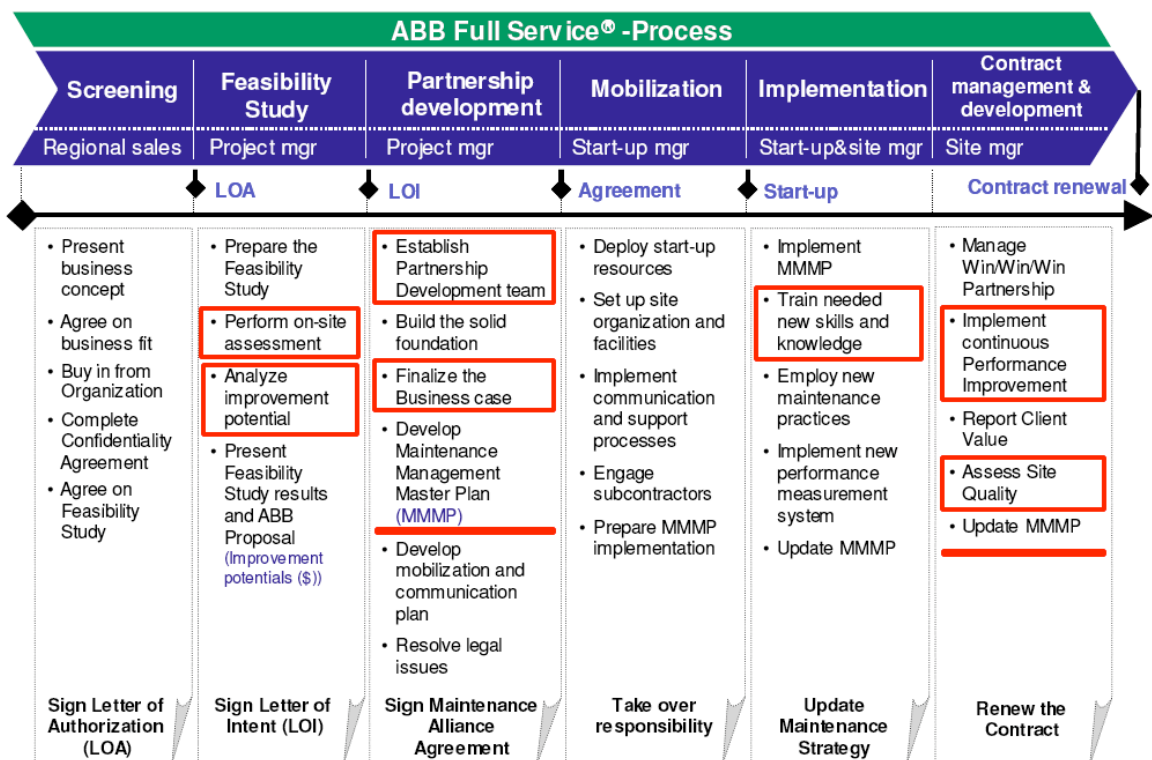 ABB Full Service® -Process
Screening
Feasibility
Study
Partnership
development
Mobilization
Implementation
Contract
management &
development
Regional sales
Project mgr
Project mgr
Start-up mgr
Start-up&site mgr
Site mgr
LOA
LOI
Agreement
Start-up
Contract renewal
• Present
business
concept
• Agree on
business fit
• Buy in from
Organization
• Complete
Confidentiality
Agreement
• Agree on
Feasibility
Study
Sign Letter of
Authorization
(LOA)
• Prepare the
Feasibility
Study
• Perform on-site
assessment
• Analyze
improvement
potential
• Present
Feasibility
Study results
and ABB
Proposal
(Improvement
potentials ($))
Sign Letter of
Intent (LOI)
• Establish
Partnership
Development team
• Build the solid
foundation
• Finalize the
Business case
• Develop
Maintenance
Management
Master Plan
(MMMP)
• Develop
mobilization and
communication
plan
• Resolve legal
issues
Sign Maintenance
Alliance
Agreement
• Deploy start-up
resources
• Set up site
organization and
facilities
• Implement
communication
and support
processes
• Engage
subcontractors
• Prepare MMMP
implementation
Take over
responsibility
• Implement
MMMP
• Train needed
new skills and
knowledge
• Employ new
maintenance
practices
• Implement new
performance
measurement
system
• Update MMMP
Update
Maintenance
Strategy
• Manage
Win/Win/Win
Partnership
• Implement
continuous
Performance
Improvement
• Report Client
Value
• Assess Site
Quality
• Update MMMP
Renew the
Contract